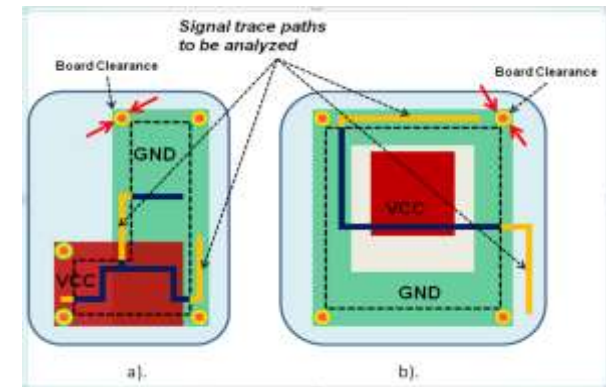 Signal trace paths
to be analyzed
Board Clearance
Board Clearance
GND
VCC
VCC
GND
a).
b).